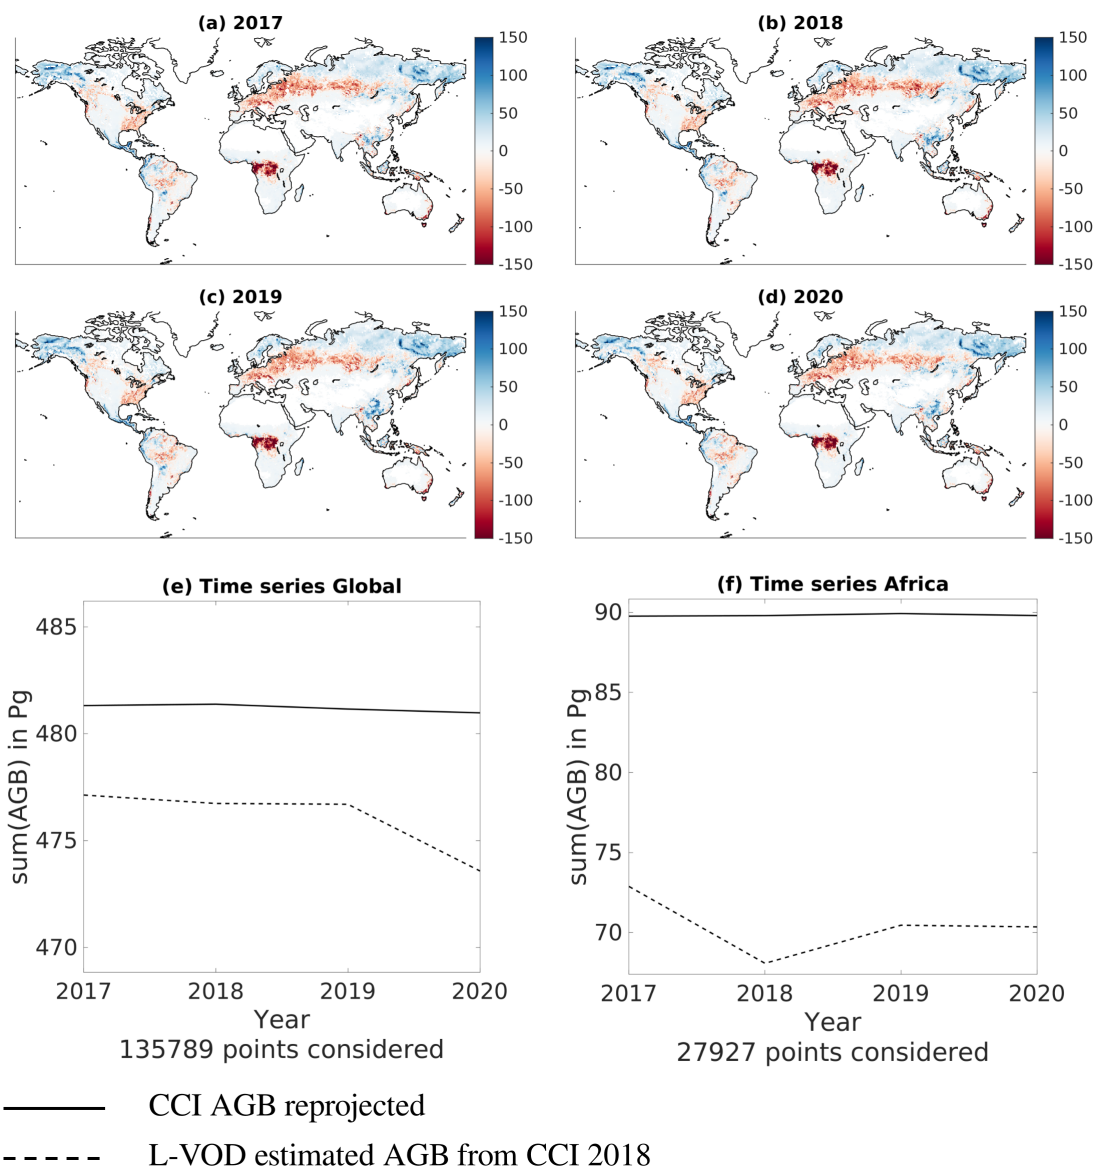 (a) 2017
150
100
50
0
-50
-100
-150
(b) 2018
150
100
50
0
-50
-100
-150
(c) 2019
150
100
50
0
-50
-100
-150
(d) 2020
150
100
50
0
-50
-100
-150
(e) Time series Global
sum(AGB) in Pg
485
480
475
470
2017 2018 2019 2020
Year
135789 points considered
(f) Time series Africa
sum(AGB) in Pg
90
85
80
75
70
2017 2018 2019 2020
Year
27927 points considered
CCI AGB reprojected
L-VOD estimated AGB from CCI 2018